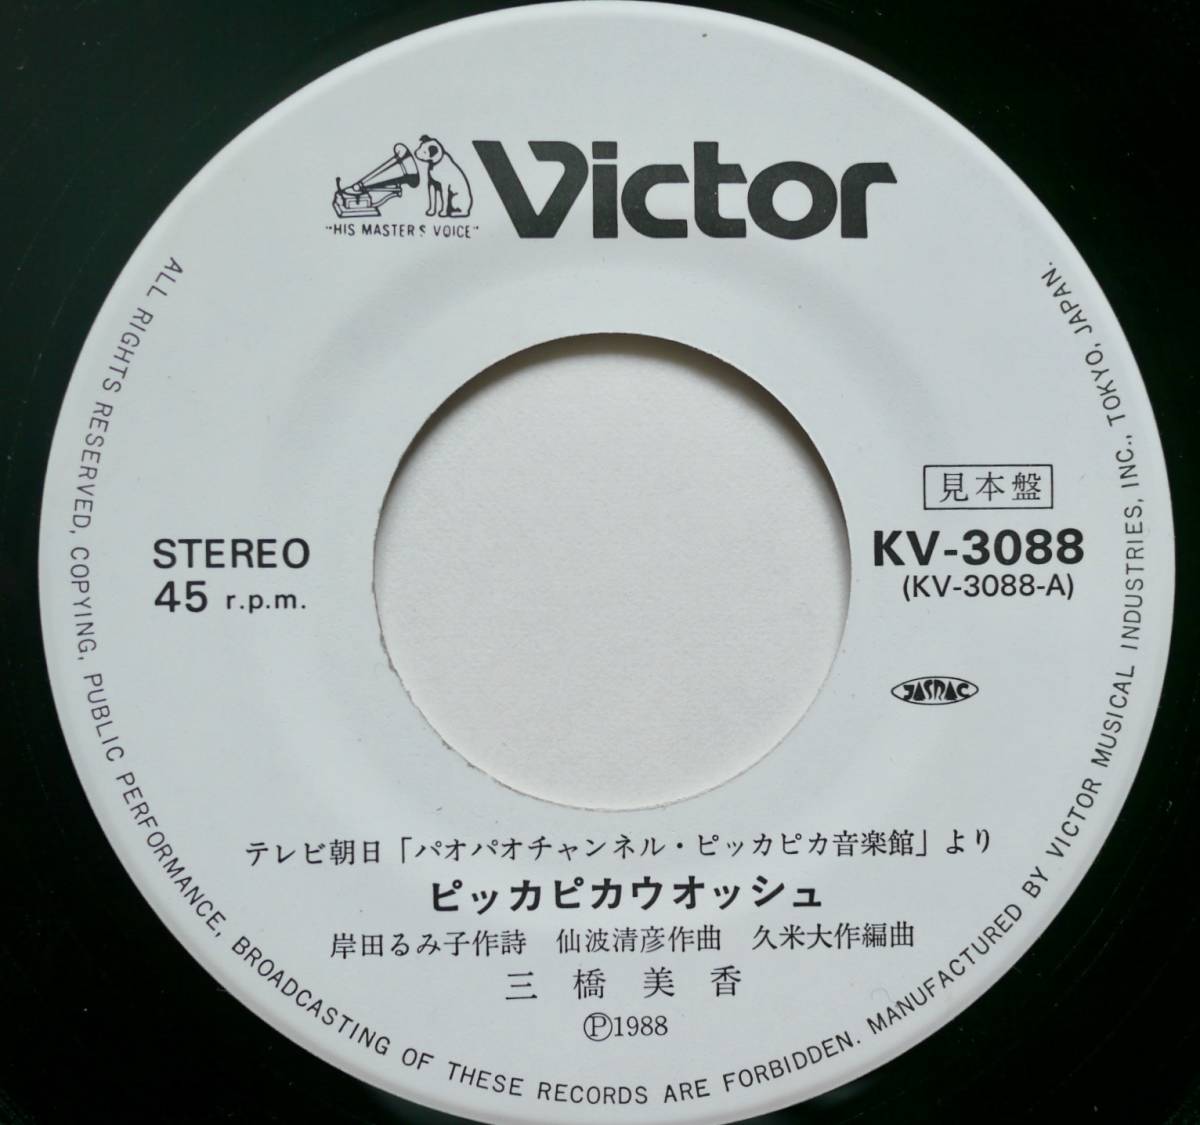 "HIS MASTER'S VOICE"
Victor
見本盤
STEREO
45 r.p.m.
KV-3088
(KV-3088-A)
JASRAC
テレビ朝日「パオパオチャンネル・ピッカピカ音楽館」より
ピッカピカウオッシュ
岸田るみ子作詩 仙波清彦作曲 久米大作編曲
三橋美香
Ⓟ1988
ALL RIGHTS RESERVED, COPYING, PUBLIC PERFORMANCE, BROADCASTING OF THESE RECORDS ARE FORBIDDEN. MANUFACTURED BY VICTOR MUSICAL INDUSTRIES, INC., TOKYO, JAPAN.